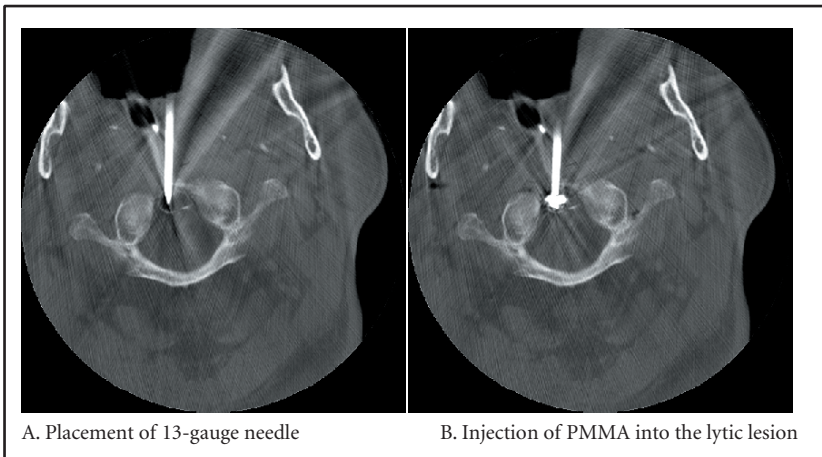 A. Placement of 13-gauge needle
B. Injection of PMMA into the lytic lesion